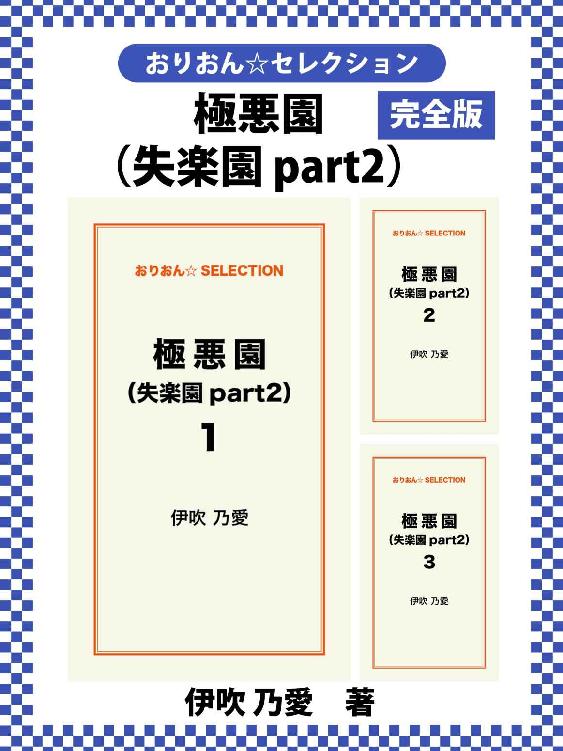 おりおん☆セレクション
極悪園
完全版
（失楽園 part2）
おりおん☆ SELECTION
極悪園
（失楽園 part2）
1
伊吹 乃愛
おりおん☆ SELECTION
極悪園
（失楽園 part2）
2
伊吹 乃愛
おりおん☆ SELECTION
極悪園
（失楽園 part2）
3
伊吹 乃愛
伊吹 乃愛　著